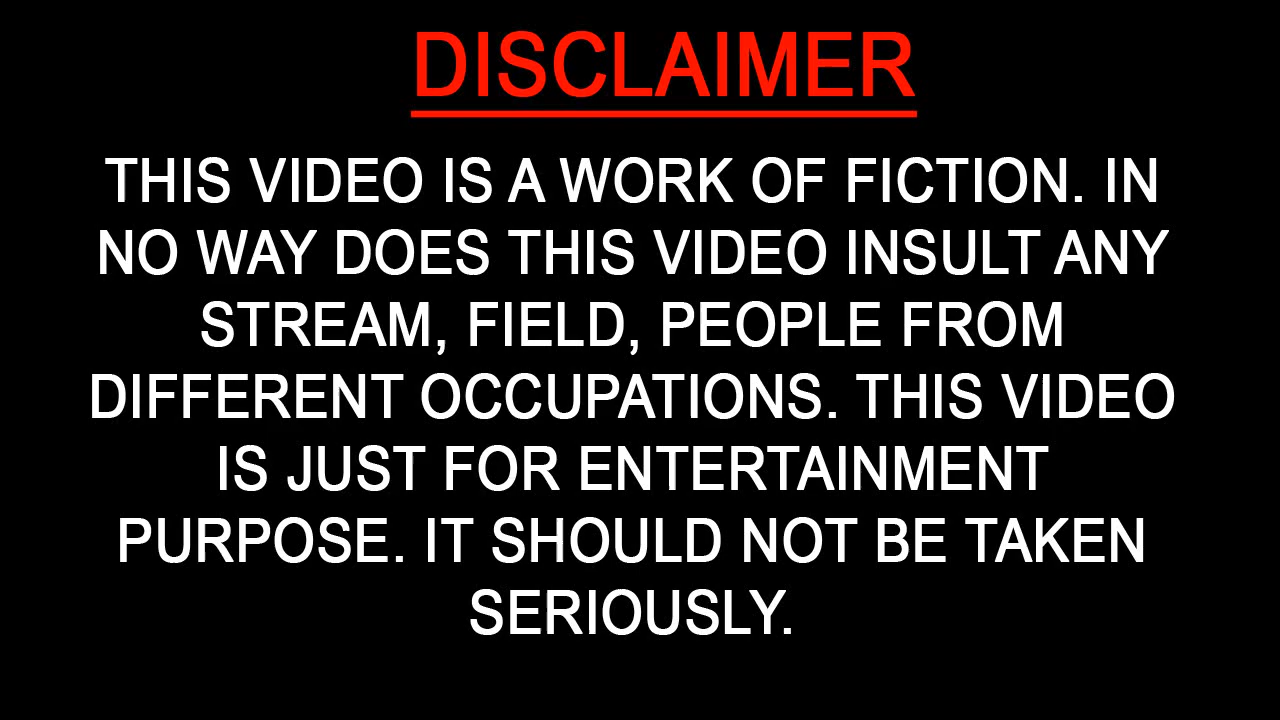 DISCLAIMER
THIS VIDEO IS A WORK OF FICTION. IN
NO WAY DOES THIS VIDEO INSULT ANY
STREAM, FIELD, PEOPLE FROM
DIFFERENT OCCUPATIONS. THIS VIDEO
IS JUST FOR ENTERTAINMENT
PURPOSE. IT SHOULD NOT BE TAKEN
SERIOUSLY.